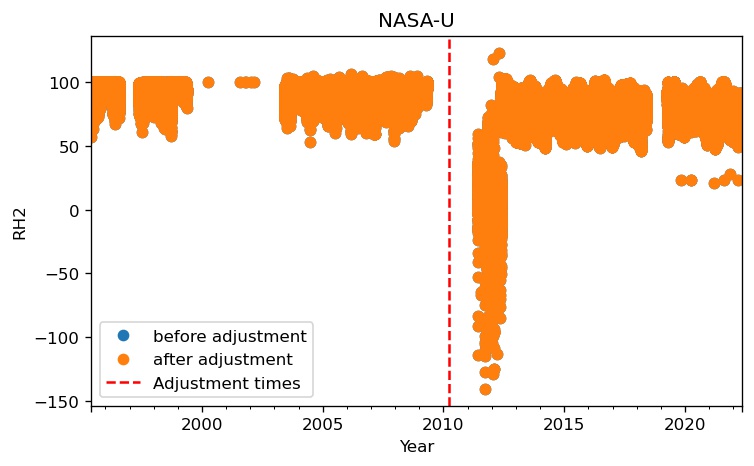 NASA-U
RH2
100
50
0
−50
−100
−150
before adjustment
after adjustment
Adjustment times
2000
2005
2010
2015
2020
Year